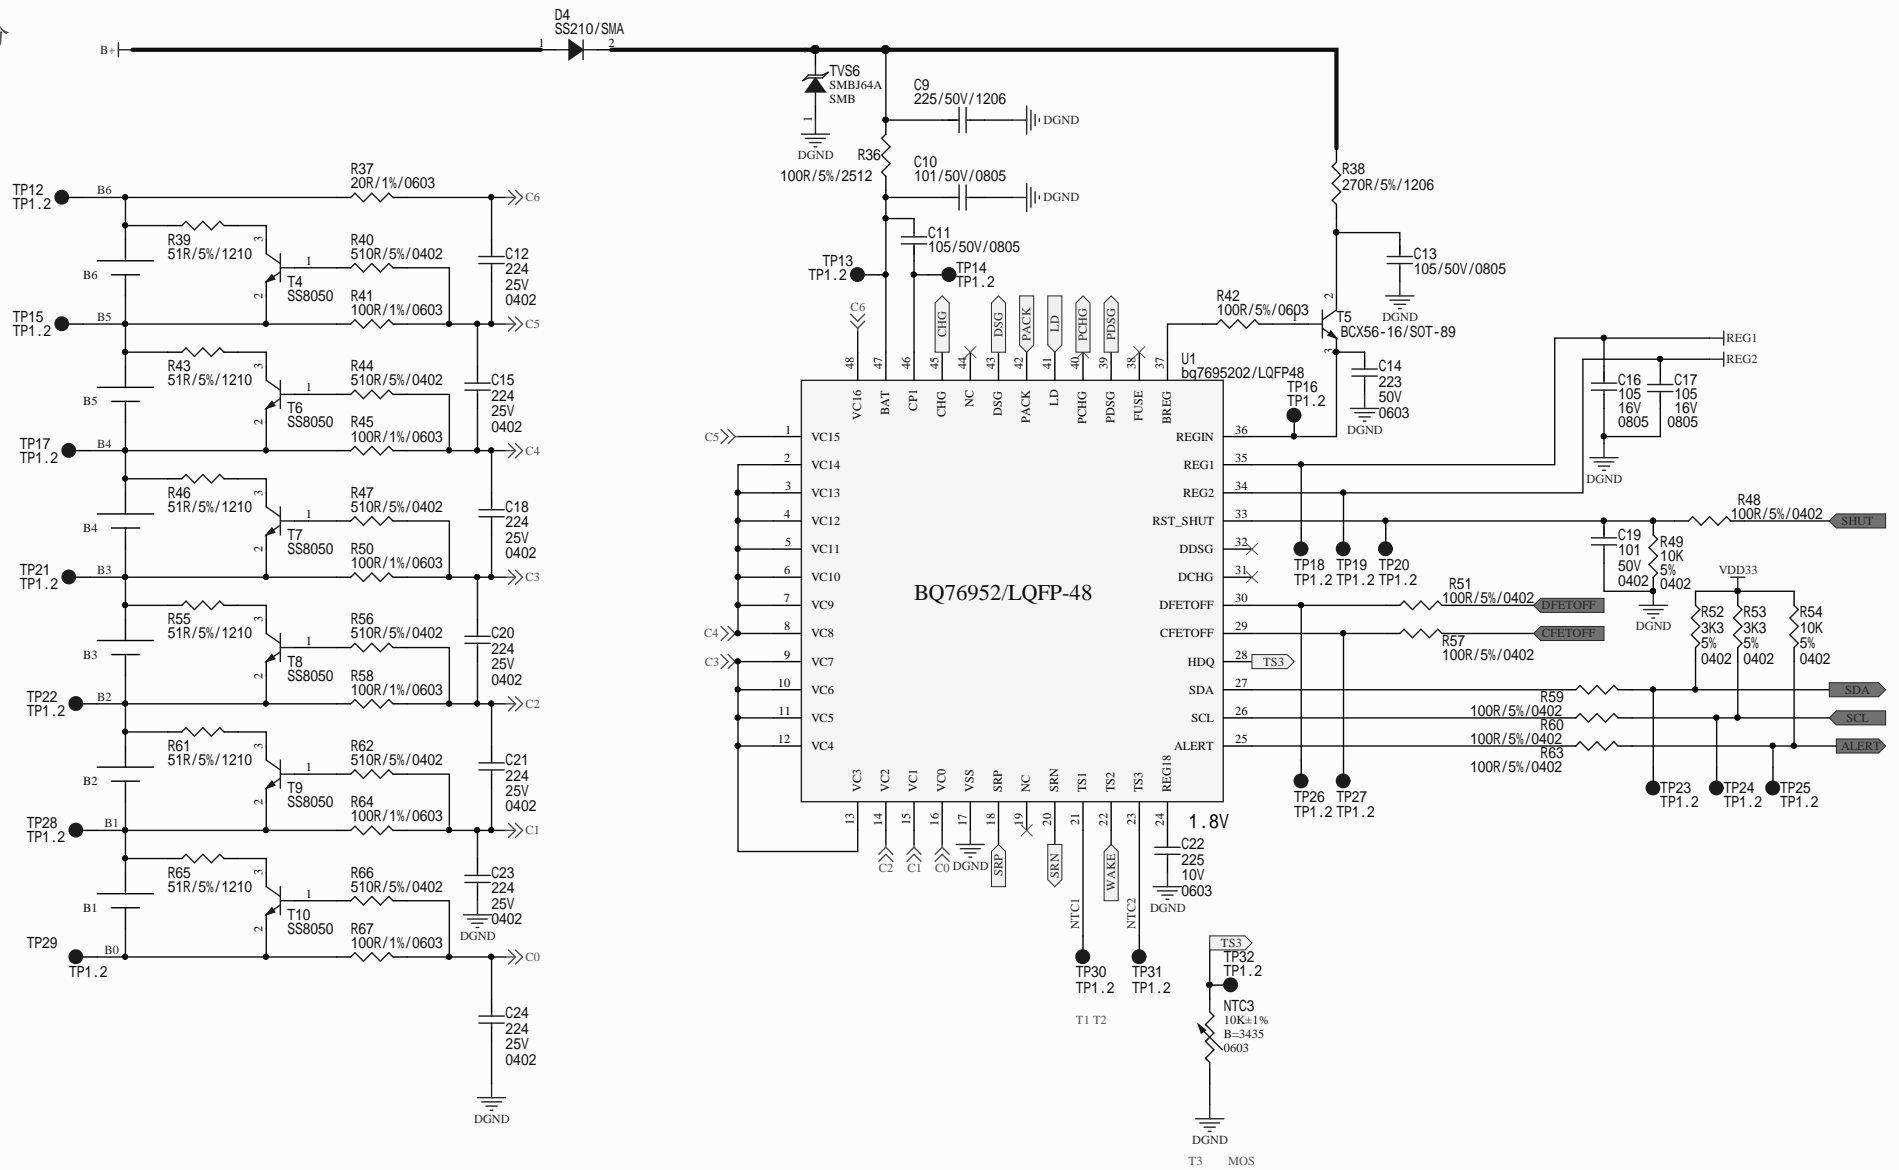 D4
SS210/SMA
B+
1
2
TVS6
SMBJ64A
SMB
1
DGND
C9
225/50V/1206
DGND
R36
100R/5%/2512
C10
101/50V/0805
DGND
C11
105/50V/0805
TP13
TP1.2
TP14
TP1.2
R38
270R/5%/1206
C13
105/50V/0805
DGND
R42
100R/5%/0603
1
2
3
T5
BCX56-16/SOT-89
C14
223
50V
0603
DGND
REG1
REG2
C16
105
16V
0805
C17
105
16V
0805
DGND
TP12
TP1.2
B6
R37
20R/1%/0603
C6
R39
51R/5%/1210
3
1
2
T4
SS8050
R40
510R/5%/0402
R41
100R/1%/0603
C12
224
25V
0402
B6
TP15
TP1.2
B5
C5
R43
51R/5%/1210
3
1
2
T6
SS8050
R44
510R/5%/0402
R45
100R/1%/0603
C15
224
25V
0402
B5
TP17
TP1.2
B4
C4
R46
51R/5%/1210
3
1
2
T7
SS8050
R47
510R/5%/0402
R50
100R/1%/0603
C18
224
25V
0402
B4
TP21
TP1.2
B3
C3
R55
51R/5%/1210
3
1
2
T8
SS8050
R56
510R/5%/0402
R58
100R/1%/0603
C20
224
25V
0402
B3
TP22
TP1.2
B2
C2
R61
51R/5%/1210
3
1
2
T9
SS8050
R62
510R/5%/0402
R64
100R/1%/0603
C21
224
25V
0402
B2
TP28
TP1.2
B1
C1
R65
51R/5%/1210
3
1
2
T10
SS8050
R66
510R/5%/0402
R67
100R/1%/0603
C23
224
25V
0402
DGND
B1
TP29
TP1.2
B0
C0
C24
224
25V
0402
DGND
C6
CHG
DSG
PACK
LD
PCHG
PDSG
48
47
46
45
44
43
42
41
40
39
38
37
U1
bq7695202/LQFP48
VC16
BAT
CP1
CHG
NC
DSG
PACK
LD
PCHG
PDSG
FUSE
BREG
C5
1 VC15
2 VC14
3 VC13
4 VC12
5 VC11
6 VC10
7 VC9
C4
8 VC8
C3
9 VC7
10 VC6
11 VC5
12 VC4
BQ76952/LQFP-48
REGIN 36
REG1 35
REG2 34
RST_SHUT 33
DDSG 32
DCHG 31
DFETOFF 30
CFETOFF 29
HDQ 28
TS3
SDA 27
SCL 26
ALERT 25
VC3
VC2
VC1
VC0
VSS
SRP
NC
SRN
TS1
TS2
TS3
REG18
13
14
15
16
17
18
19
20
21
22
23
24
C2
C1
C0
DGND
SRP
SRN
WAKE
NTC1
NTC2
1.8V
C22
225
10V
0603
DGND
TP16
TP1.2
TP18
TP1.2
TP19
TP1.2
TP20
TP1.2
R48
100R/5%/0402
SHUT
C19
101
50V
0402
R49
10K
5%
0402
DGND
VDD33
R51
100R/5%/0402
DFETOFF
R57
100R/5%/0402
CFETOFF
R52
3K3
5%
0402
R53
3K3
5%
0402
R54
10K
5%
0402
R59
100R/5%/0402
R60
100R/5%/0402
R63
100R/5%/0402
SDA
SCL
ALERT
TP26
TP1.2
TP27
TP1.2
TP23
TP1.2
TP24
TP1.2
TP25
TP1.2
TP30
TP1.2
TP31
TP1.2
T1 T2
TS3
TP32
TP1.2
NTC3
10K±1%
B=3435
0603
DGND
T3 MOS